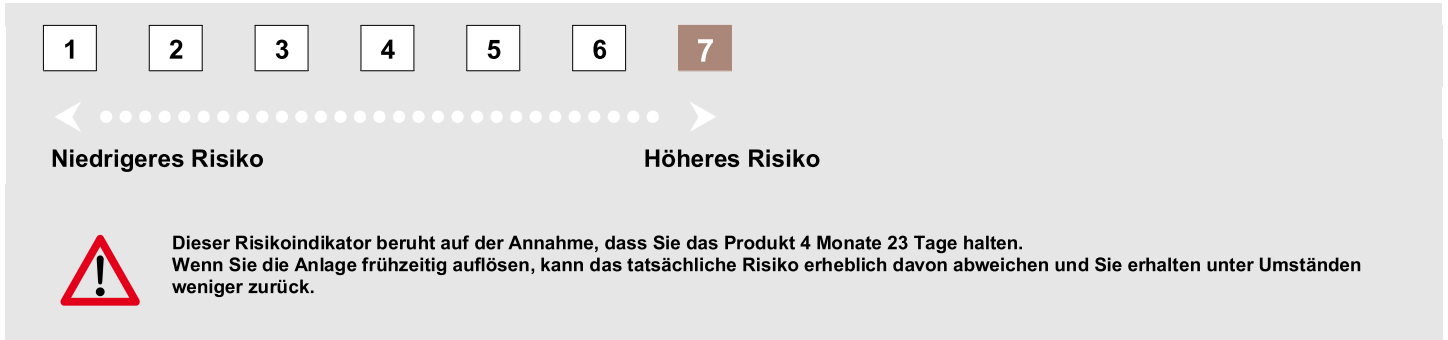 1 2 3 4 5 6 7
Niedrigeres Risiko Höheres Risiko
Dieser Risikoindikator beruht auf der Annahme, dass Sie das Produkt 4 Monate 23 Tage halten.
Wenn Sie die Anlage frühzeitig auflösen, kann das tatsächliche Risiko erheblich davon abweichen und Sie erhalten unter Umständen
weniger zurück.